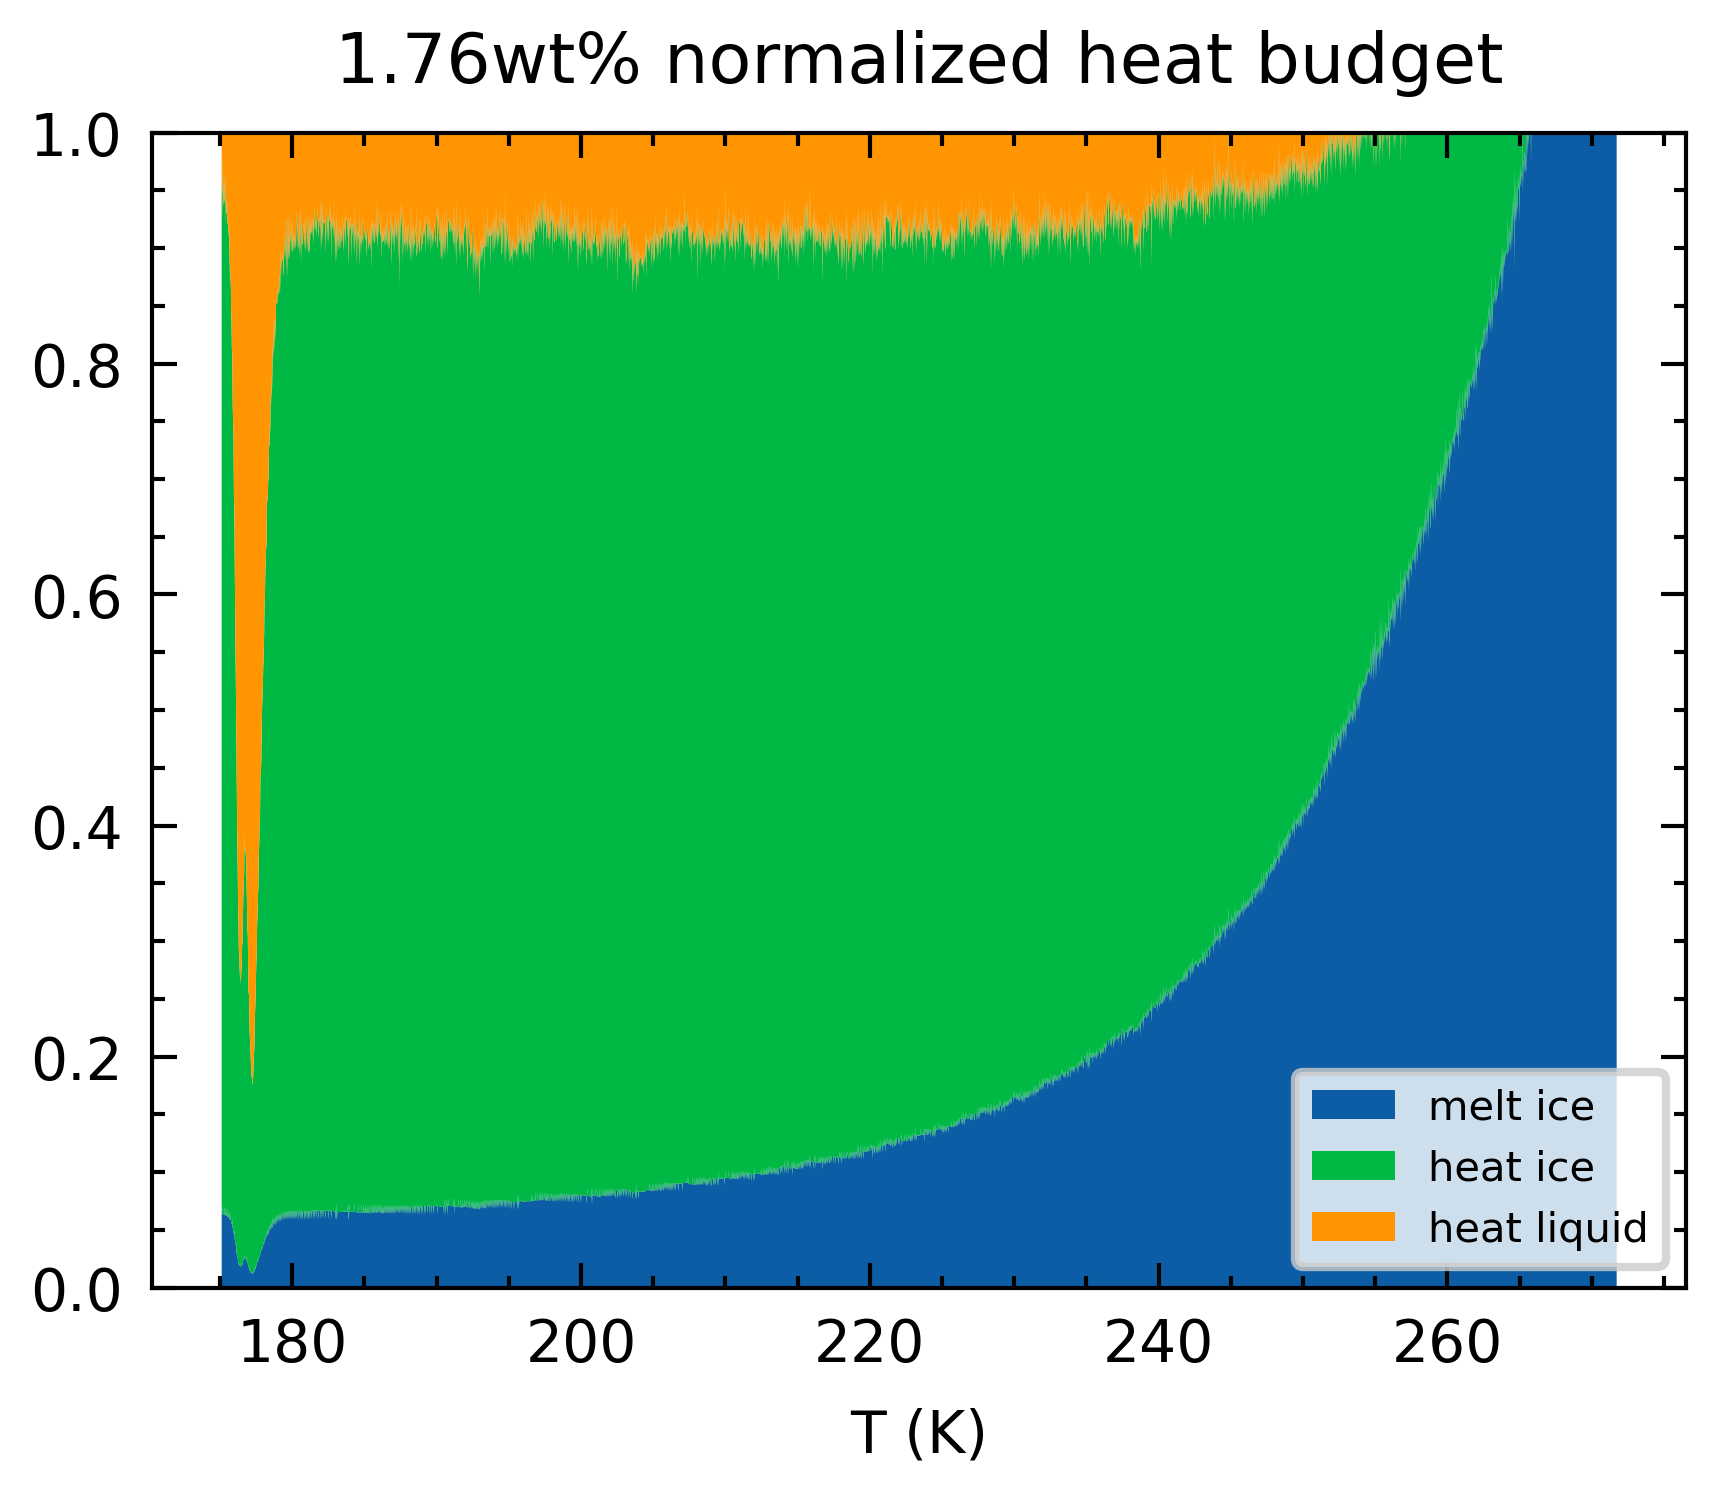 1.76wt% normalized heat budget
1.0
0.8
0.6
0.4
0.2
0.0
melt ice
heat ice
heat liquid
180 200 220 240 260
T (K)